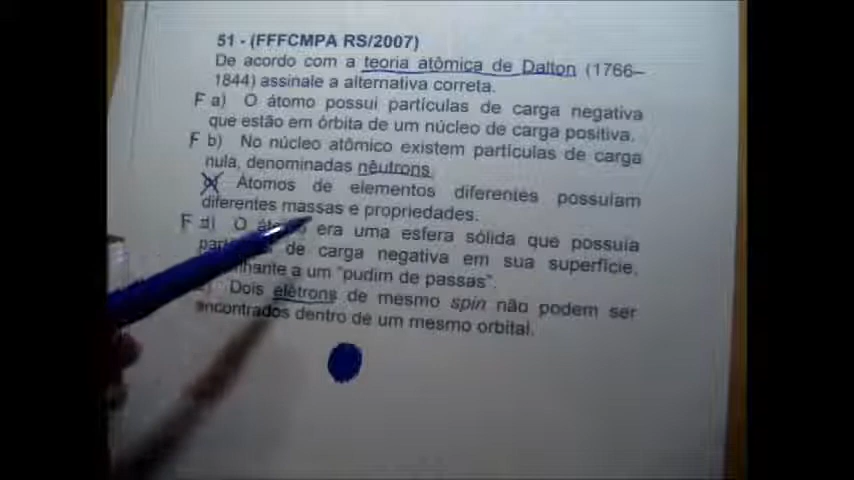 51 - (FFFCMPA RS/2007)
De acordo com a teoria atômica de Dalton (1766–
1844) assinale a alternativa correta.
F a) O átomo possui partículas de carga negativa
que estão em órbita de um núcleo de carga positiva.
F b) No núcleo atômico existem partículas de carga
nula, denominadas nêutrons.
X Átomos de elementos diferentes possuíam
diferentes massas e propriedades.
F d) O era uma esfera sólida que possuía
de carga negativa em sua superfície,
a um "pudim de passas".
Dois elétrons de mesmo spin não podem ser
encontrados dentro de um mesmo orbital.